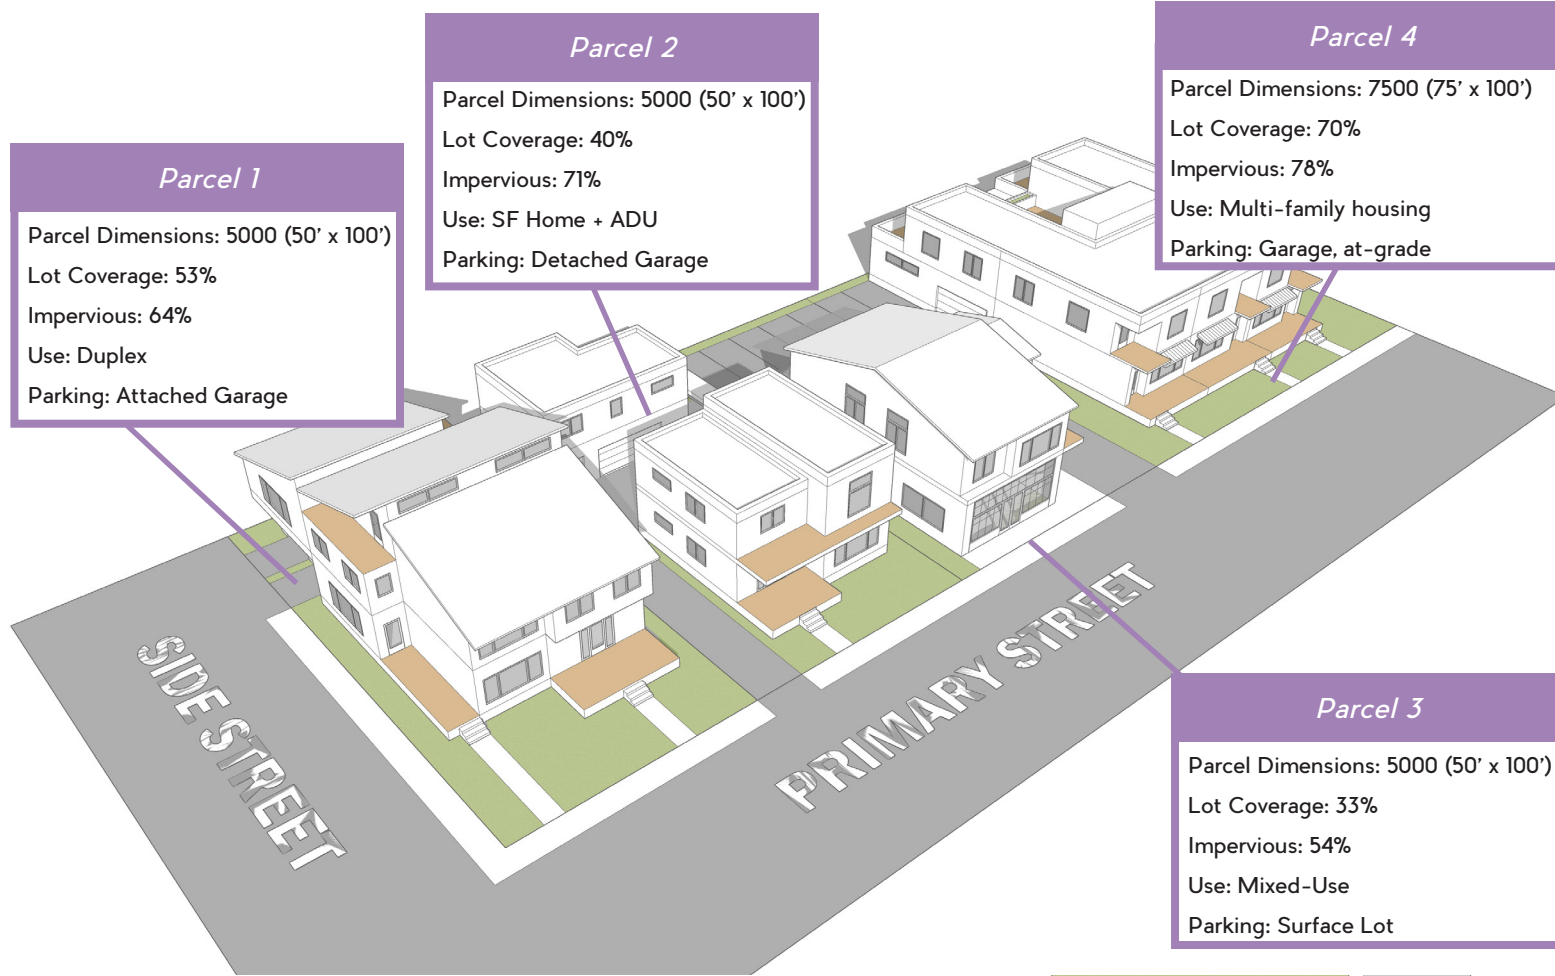 Parcel 1
Parcel Dimensions: 5000 (50’ x 100’)
Lot Coverage: 53%
Impervious: 64%
Use: Duplex
Parking: Attached Garage
Parcel 2
Parcel Dimensions: 5000 (50’ x 100’)
Lot Coverage: 40%
Impervious: 71%
Use: SF Home + ADU
Parking: Detached Garage
Parcel 4
Parcel Dimensions: 7500 (75’ x 100’)
Lot Coverage: 70%
Impervious: 78%
Use: Multi-family housing
Parking: Garage, at-grade
SIDE STREET
PRIMARY STREET
Parcel 3
Parcel Dimensions: 5000 (50’ x 100’)
Lot Coverage: 33%
Impervious: 54%
Use: Mixed-Use
Parking: Surface Lot